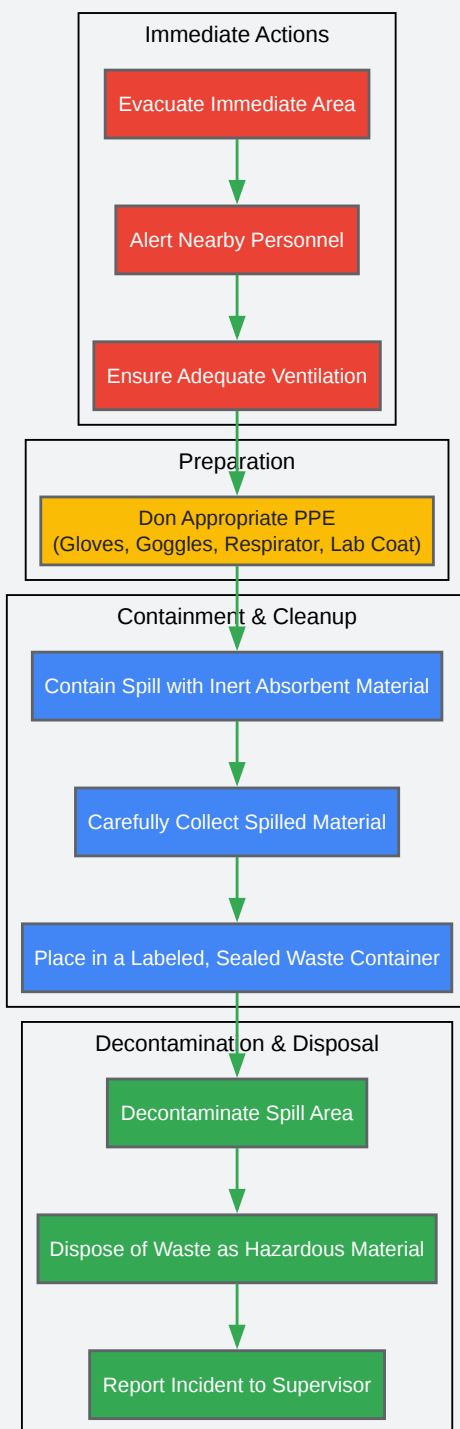 Immediate Actions
Evacuate Immediate Area
Alert Nearby Personnel
Ensure Adequate Ventilation
Preparation
Don Appropriate PPE
(Gloves, Goggles, Respirator, Lab Coat)
Containment & Cleanup
Contain Spill with Inert Absorbent Material
Carefully Collect Spilled Material
Place in a Labeled, Sealed Waste Container
Decontamination & Disposal
Decontaminate Spill Area
Dispose of Waste as Hazardous Material
Report Incident to Supervisor